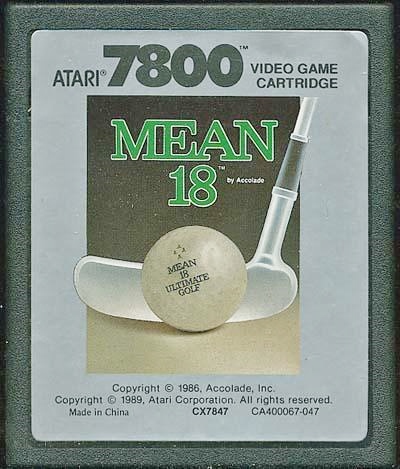 ATARI® 7800™ VIDEO GAME
CARTRIDGE
MEAN
18™
by Accolade
MEAN
18
ULTIMATE
GOLF
Copyright © 1986, Accolade, Inc.
Copyright © 1989, Atari Corporation. All rights reserved.
Made in China CX7847 CA400067-047